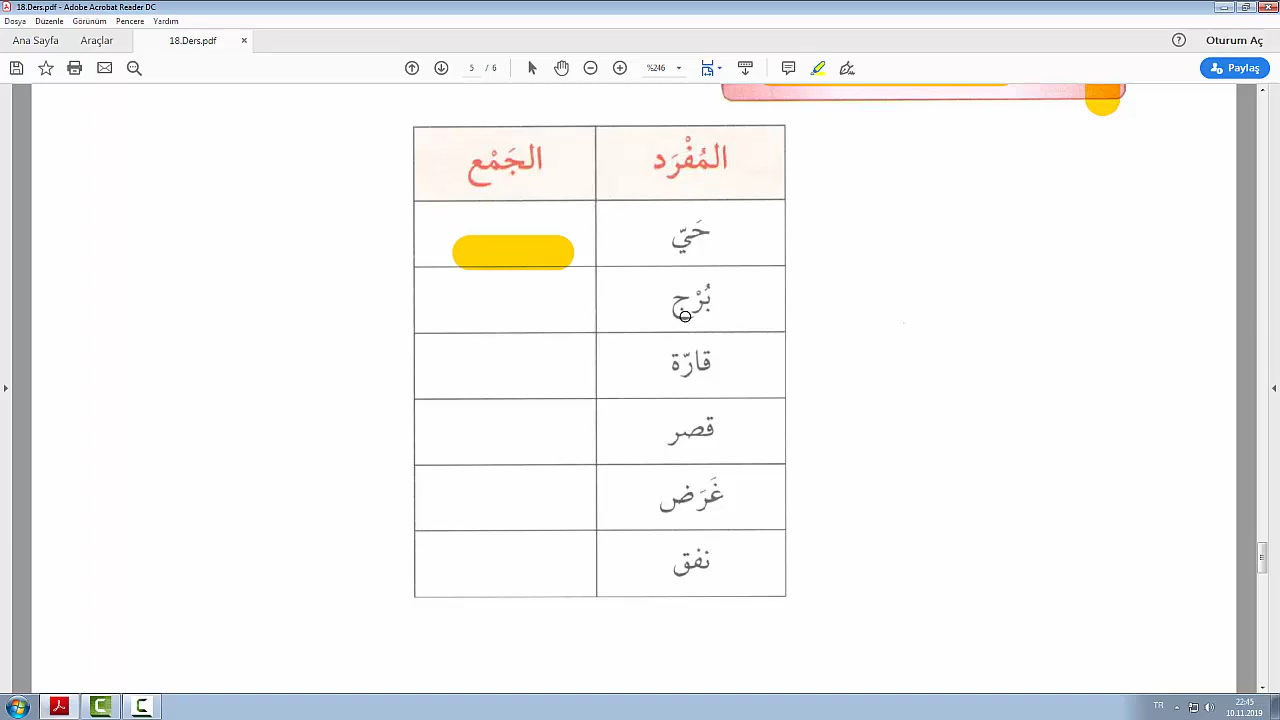 18.Ders.pdf - Adobe Acrobat Reader DC
Dosya Düzenle Görünüm Pencere Yardım
Ana Sayfa Araçlar 18.Ders.pdf × Oturum Aç
5 / 6 %246 Paylaş
المُفْرَد الجَمْع
حَيّ
بُرْج
قارّة
قصر
غَرَض
نفق
TR 22:45
10.11.2019